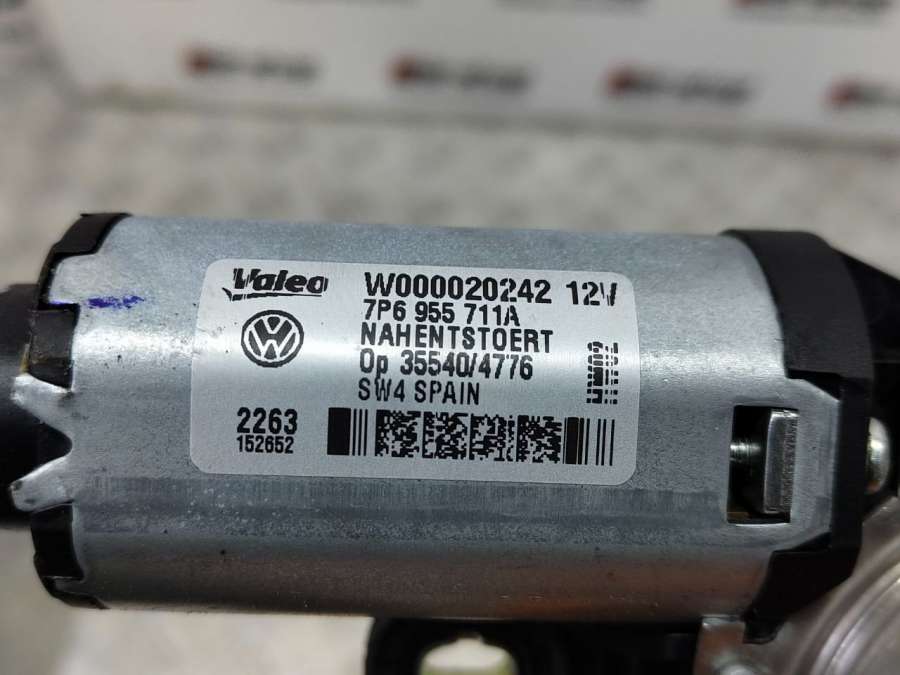 Valeo W000020242 12V
7P6 955 711A
NAHENTSTOERT
Op 35540/4776
SW4 SPAIN
2263
152652